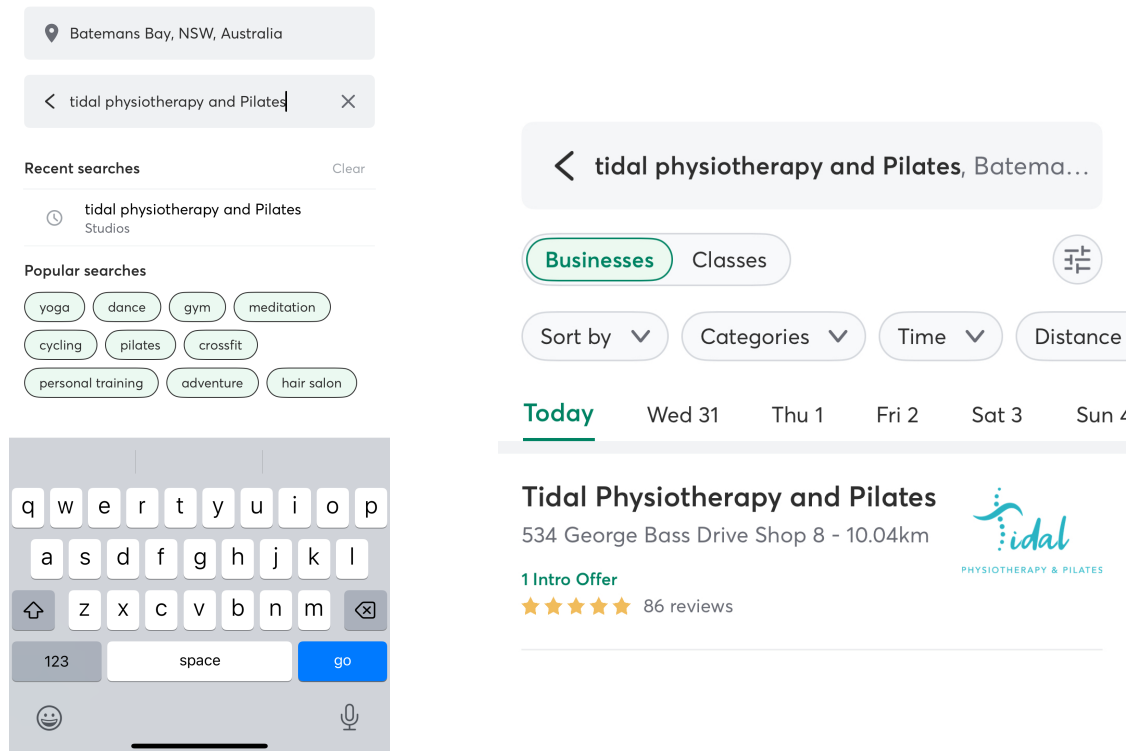 Batemans Bay, NSW, Australia
tidal physiotherapy and Pilates
Recent searches Clear
tidal physiotherapy and Pilates
Studios
Popular searches
yoga dance gym meditation
cycling pilates crossfit
personal training adventure hair salon
q w e r t y u i o p
a s d f g h j k l
z x c v b n m
123 space go
tidal physiotherapy and Pilates, Batema...
Businesses Classes
Sort by Categories Time Distance
Today Wed 31 Thu 1 Fri 2 Sat 3 Sun 4
Tidal Physiotherapy and Pilates
534 George Bass Drive Shop 8 - 10.04km
1 Intro Offer
86 reviews
Tidal
PHYSIOTHERAPY & PILATES